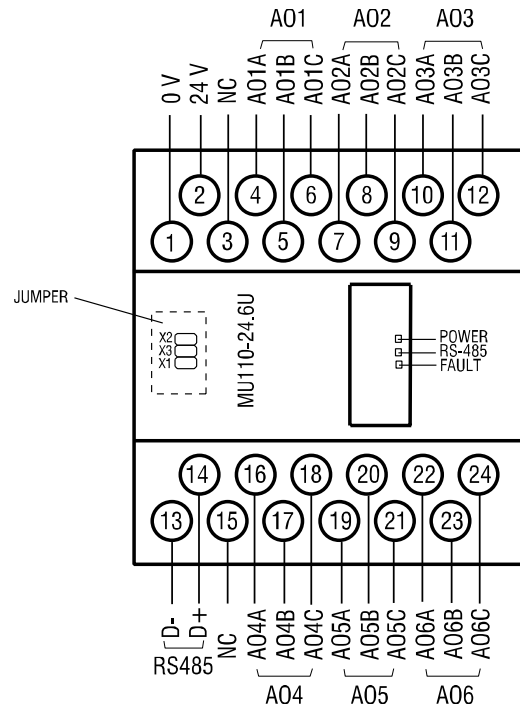 AO1 AO2 AO3
0 V
24 V
NC
AO1A
AO1B
AO1C
AO2A
AO2B
AO2C
AO3A
AO3B
AO3C
2 4 6 8 10 12
1 3 5 7 9 11
JUMPER
X2
X3
X1
MU110-24.6U
POWER
RS-485
FAULT
14 16 18 20 22 24
13 15 17 19 21 23
D-
D+
NC
AO4A
AO4B
AO4C
AO5A
AO5B
AO5C
AO6A
AO6B
AO6C
RS485
AO4 AO5 AO6